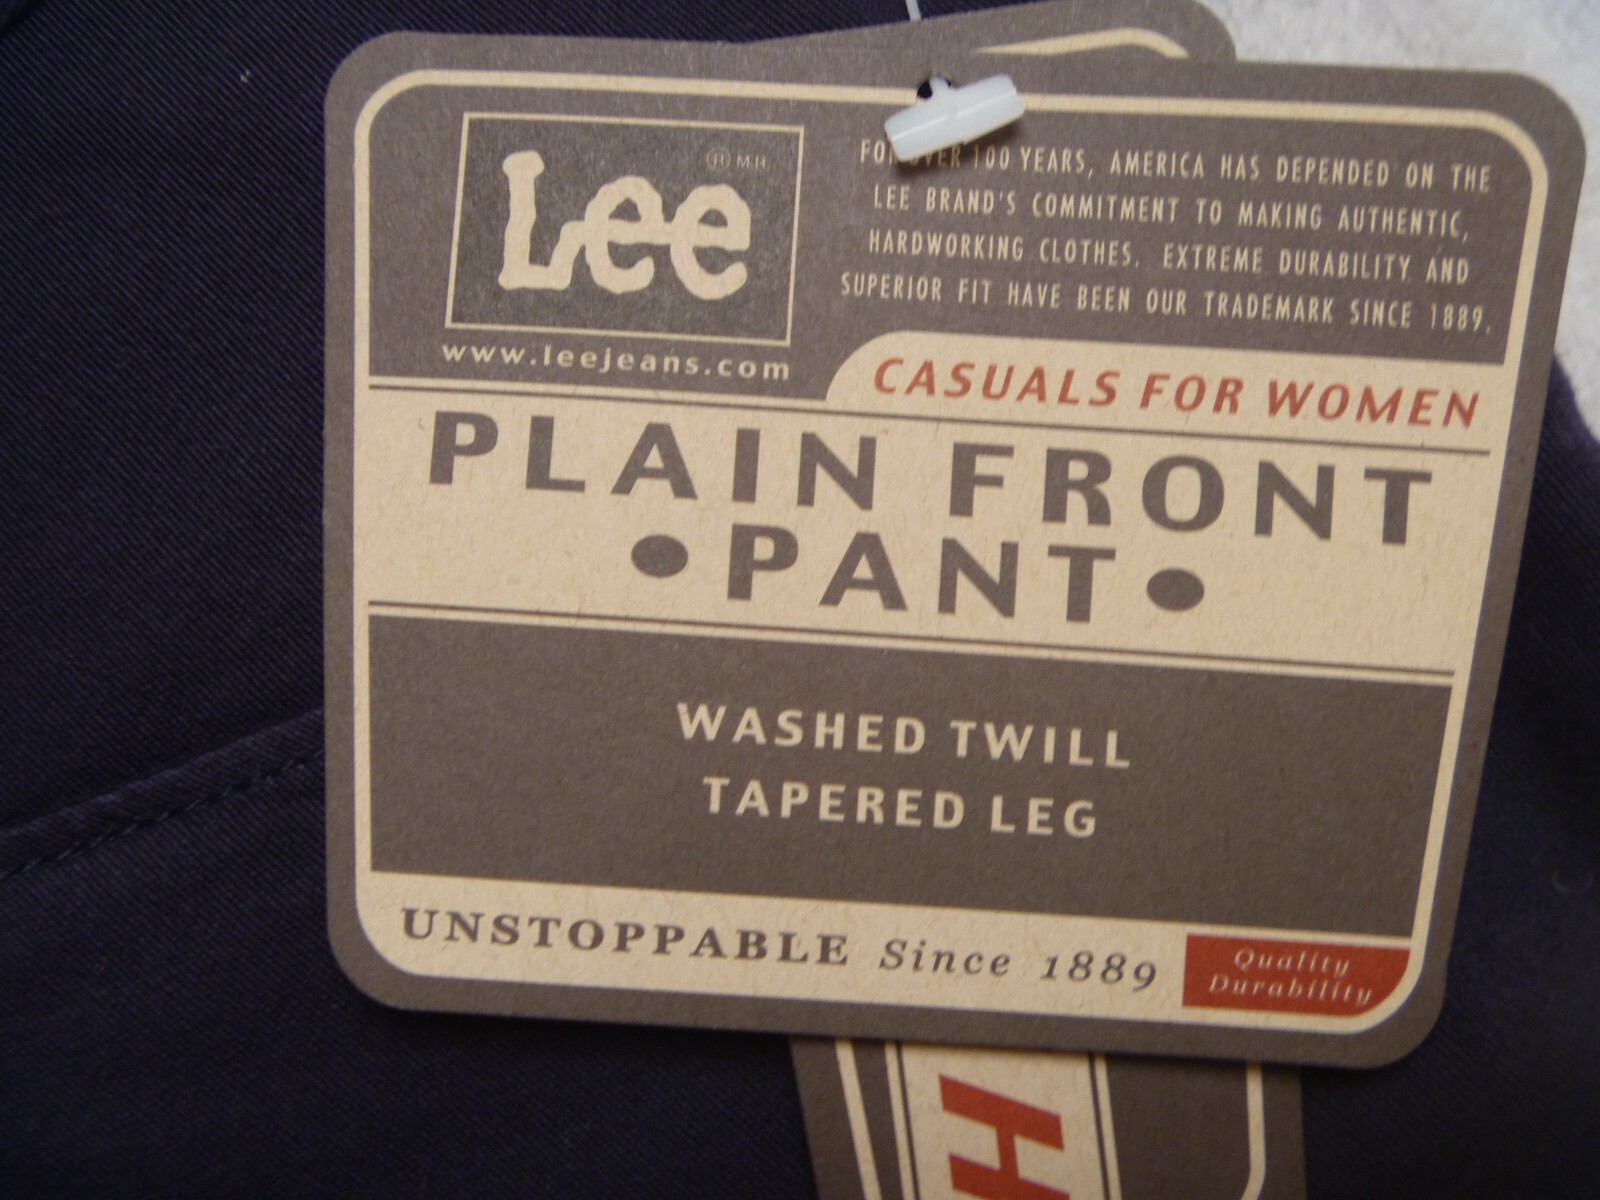 Lee
® M.R.
www.leejeans.com
FOR OVER 100 YEARS, AMERICA HAS DEPENDED ON THE
LEE BRAND'S COMMITMENT TO MAKING AUTHENTIC,
HARDWORKING CLOTHES. EXTREME DURABILITY AND
SUPERIOR FIT HAVE BEEN OUR TRADEMARK SINCE 1889.
CASUALS FOR WOMEN
PLAIN FRONT
•PANT•
WASHED TWILL
TAPERED LEG
UNSTOPPABLE Since 1889
Quality
Durability
H